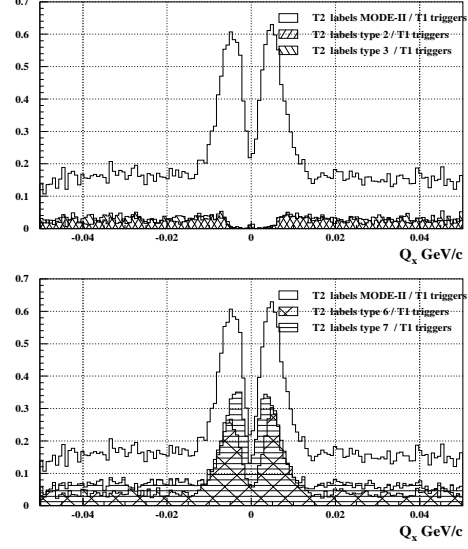 0.7
T2 labels MODE-II / T1 triggers
0.6
T2 labels type 2 / T1 triggers
T2 labels type 3 / T1 triggers
0.5
0.4
0.3
0.2
0.1
0
-0.04 -0.02 0 0.02 0.04
Qx GeV/c
0.7
T2 labels MODE-II / T1 triggers
0.6
T2 labels type 6 / T1 triggers
T2 labels type 7 / T1 triggers
0.5
0.4
0.3
0.2
0.1
0
-0.04 -0.02 0 0.02 0.04
Qx GeV/c